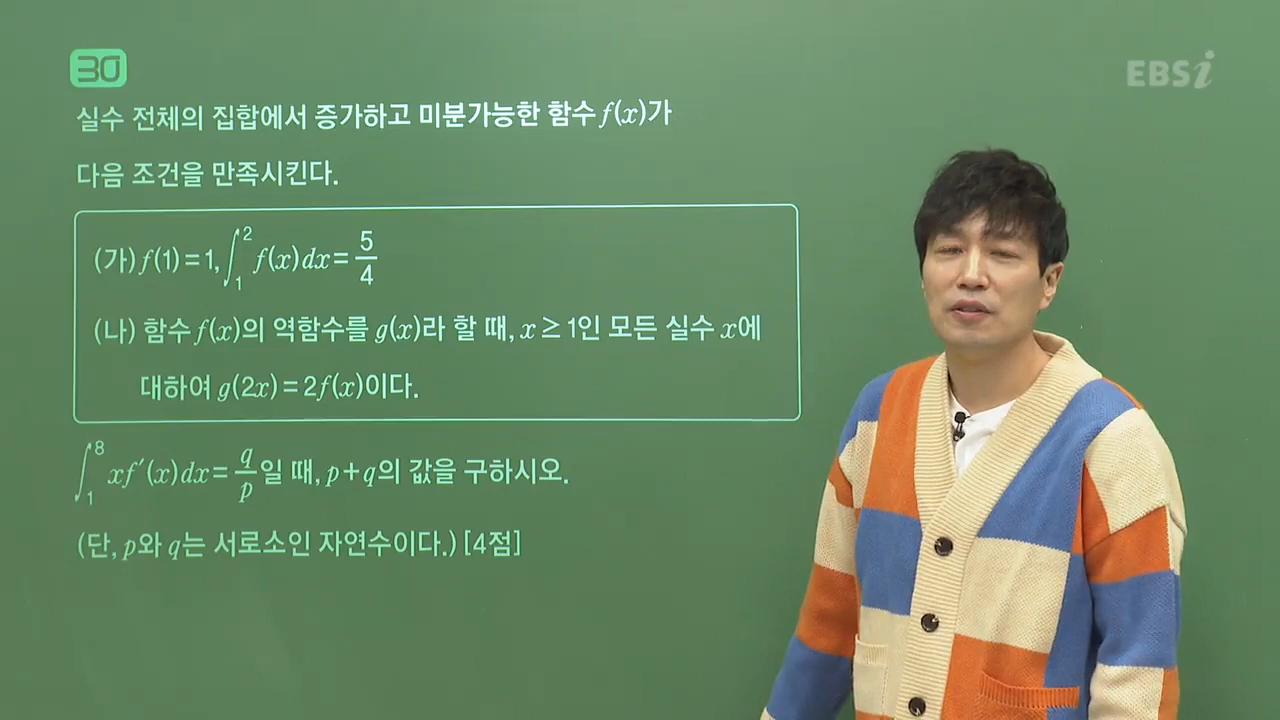 30
EBSi
실수 전체의 집합에서 증가하고 미분가능한 함수 f(x)가
다음 조건을 만족시킨다.
(가) f(1) = 1, ∫₁² f(x)dx = 5/4
(나) 함수 f(x)의 역함수를 g(x)라 할 때, x ≥ 1인 모든 실수 x에
대하여 g(2x) = 2f(x)이다.
∫₁⁸ xf′(x)dx = q/p 일 때, p+q의 값을 구하시오.
(단, p와 q는 서로소인 자연수이다.) [4점]